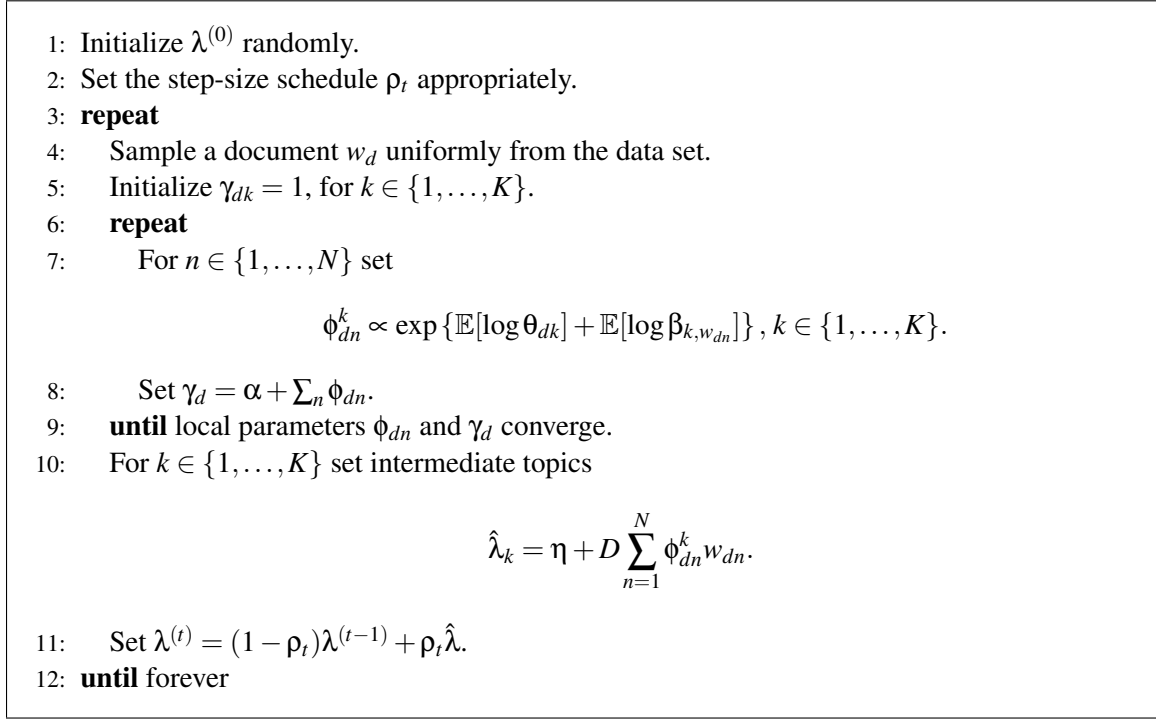 1: Initialize λ^(0) randomly.
2: Set the step-size schedule ρ_t appropriately.
3: repeat
4: Sample a document w_d uniformly from the data set.
5: Initialize γ_dk = 1, for k ∈ {1,...,K}.
6: repeat
7: For n ∈ {1,...,N} set
ϕ_dn^k ∝ exp{𝔼[log θ_dk] + 𝔼[log β_k,w_dn]}, k ∈ {1,...,K}.
8: Set γ_d = α + ∑_n ϕ_dn.
9: until local parameters ϕ_dn and γ_d converge.
10: For k ∈ {1,...,K} set intermediate topics
λ̂_k = η + D ∑_{n=1}^{N} ϕ_dn^k w_dn.
11: Set λ^(t) = (1 − ρ_t)λ^(t−1) + ρ_t λ̂.
12: until forever